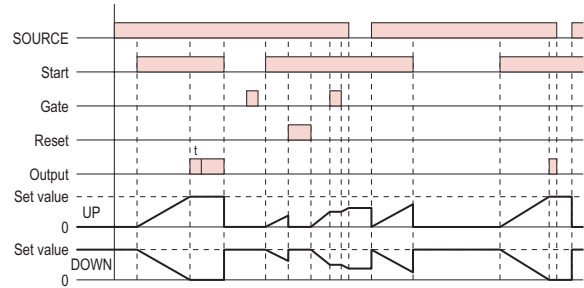 SOURCE
Start
Gate
Reset
t
Output
Set value
UP
0
Set value
DOWN
0